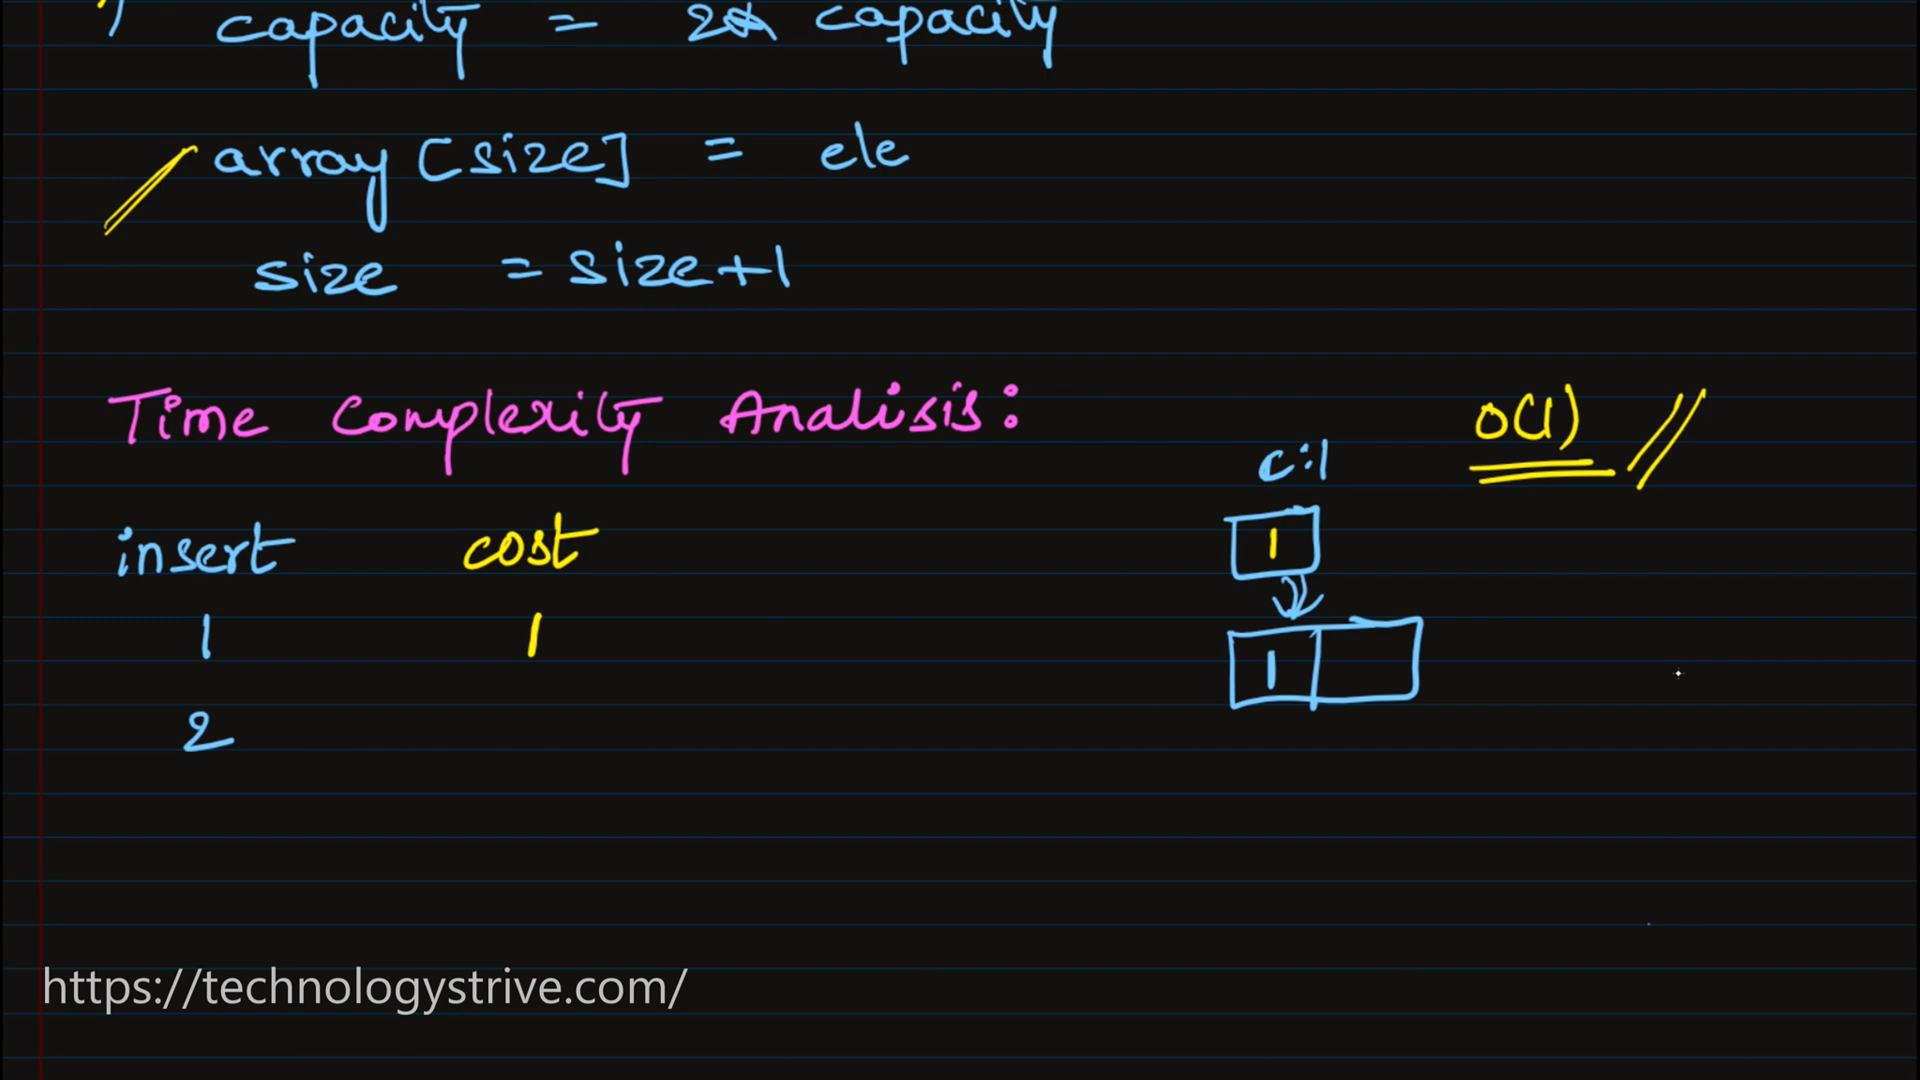 capacity = 2* capacity
array [size] = ele
size = size+1
Time Complexity Analisis:
O(1)
c:1
insert cost
1
1 1
1
2
https://technologystrive.com/